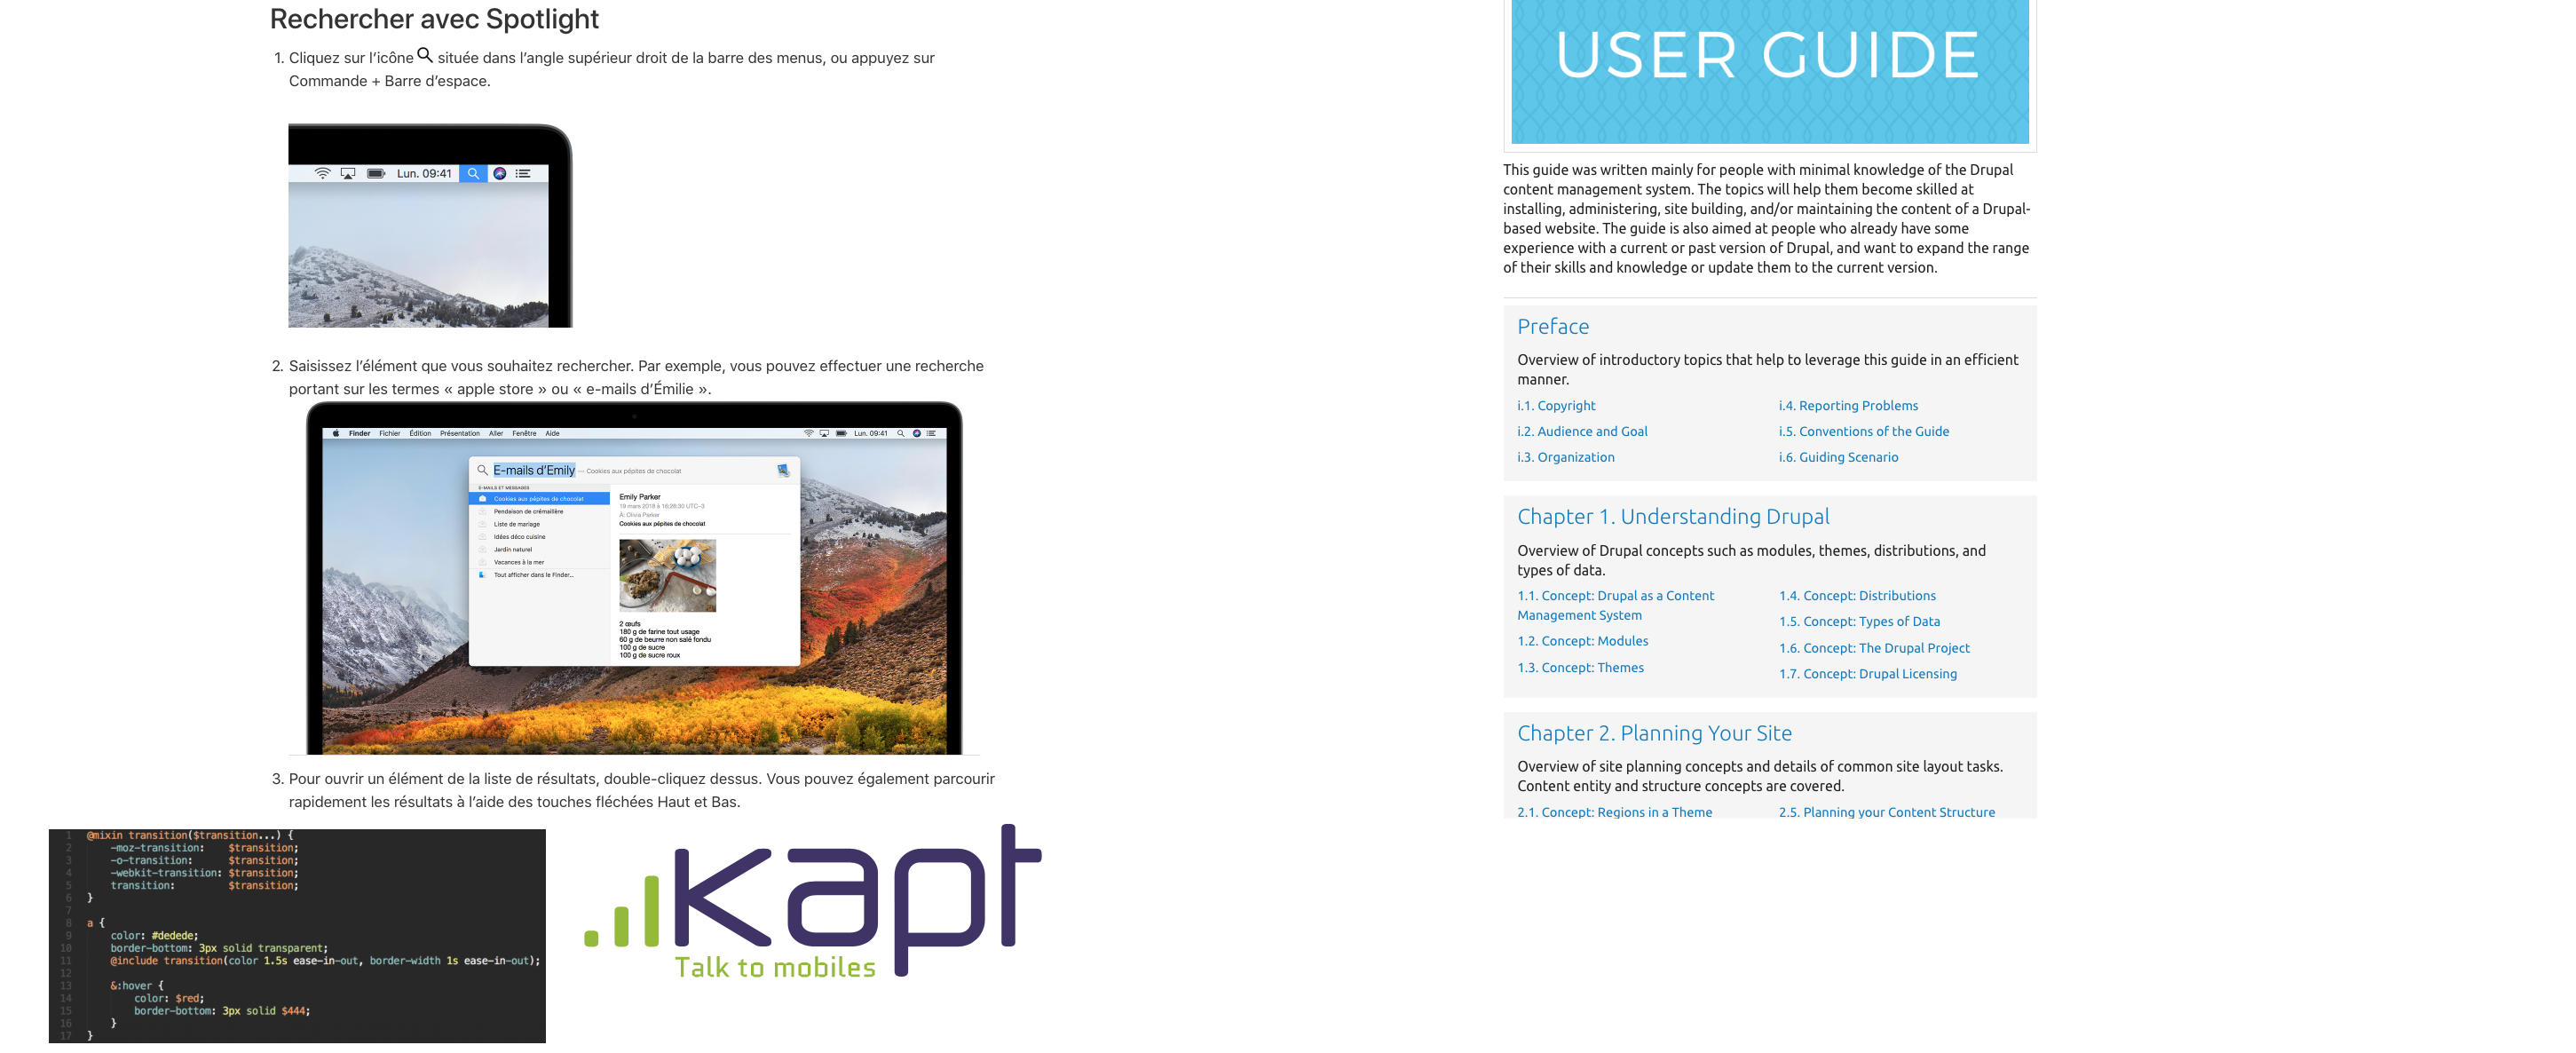 Rechercher avec Spotlight
1. Cliquez sur l’icône située dans l’angle supérieur droit de la barre des menus, ou appuyez sur
Commande + Barre d’espace.
Lun. 09:41
2. Saisissez l’élément que vous souhaitez rechercher. Par exemple, vous pouvez effectuer une recherche
portant sur les termes « apple store » ou « e-mails d’Émilie ».
Finder Fichier Édition Présentation Aller Fenêtre Aide Lun. 09:41
E-mails d’Emily — Cookies aux pépites de chocolat
E-MAILS ET MESSAGES
Cookies aux pépites de chocolat
Pendaison de crémaillère
Liste de mariage
Idées déco cuisine
Jardin naturel
Vacances à la mer
Tout afficher dans le Finder...
Emily Parker
19 mars 2018 à 16:28:30 UTC-3
À: Olivia Parker
Cookies aux pépites de chocolat
2 œufs
180 g de farine tout usage
60 g de beurre non salé fondu
100 g de sucre
100 g de sucre roux
3. Pour ouvrir un élément de la liste de résultats, double-cliquez dessus. Vous pouvez également parcourir
rapidement les résultats à l’aide des touches fléchées Haut et Bas.
1 @mixin transition($transition...) {
2 -moz-transition: $transition;
3 -o-transition: $transition;
4 -webkit-transition: $transition;
5 transition: $transition;
6 }
7
8 a {
9 color: #dedede;
10 border-bottom: 3px solid transparent;
11 @include transition(color 1.5s ease-in-out, border-width 1s ease-in-out);
12
13 &:hover {
14 color: $red;
15 border-bottom: 3px solid $444;
16 }
17 }
kapt
Talk to mobiles
USER GUIDE
This guide was written mainly for people with minimal knowledge of the Drupal
content management system. The topics will help them become skilled at
installing, administering, site building, and/or maintaining the content of a Drupal-
based website. The guide is also aimed at people who already have some
experience with a current or past version of Drupal, and want to expand the range
of their skills and knowledge or update them to the current version.
Preface
Overview of introductory topics that help to leverage this guide in an efficient
manner.
i.1. Copyright
i.2. Audience and Goal
i.3. Organization
i.4. Reporting Problems
i.5. Conventions of the Guide
i.6. Guiding Scenario
Chapter 1. Understanding Drupal
Overview of Drupal concepts such as modules, themes, distributions, and
types of data.
1.1. Concept: Drupal as a Content
Management System
1.2. Concept: Modules
1.3. Concept: Themes
1.4. Concept: Distributions
1.5. Concept: Types of Data
1.6. Concept: The Drupal Project
1.7. Concept: Drupal Licensing
Chapter 2. Planning Your Site
Overview of site planning concepts and details of common site layout tasks.
Content entity and structure concepts are covered.
2.1. Concept: Regions in a Theme
2.5. Planning your Content Structure